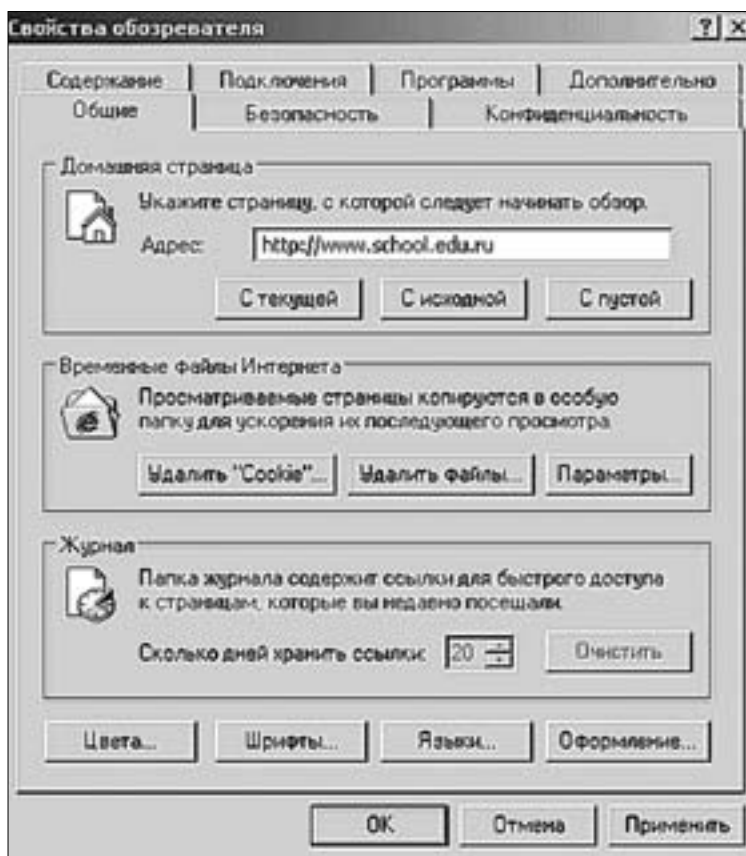 Свойства обозревателя
Содержание Подключения Программы Дополнительно
Общие Безопасность Конфиденциальность
Домашняя страница
Укажите страницу, с которой следует начинать обзор.
Адрес: http://www.school.edu.ru
С текущей С исходной С пустой
Временные файлы Интернета
Просматриваемые страницы копируются в особую
папку для ускорения их последующего просмотра.
Удалить "Cookie"... Удалить файлы... Параметры...
Журнал
Папка журнала содержит ссылки для быстрого доступа
к страницам, которые вы недавно посещали.
Сколько дней хранить ссылки: 20 Очистить
Цвета... Шрифты... Языки... Оформление...
OK Отмена Применить